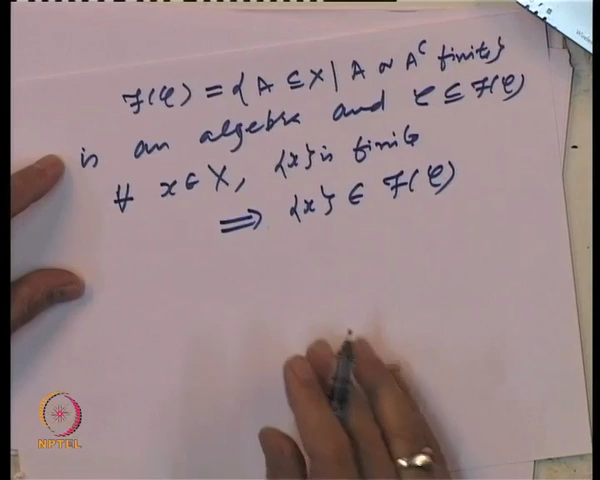 F(C) = { A ⊆ X | A or A^c finite }
is an algebra and C ⊆ F(C)
∀ x ∈ X, {x} is finite
⟹ {x} ∈ F(C)
NPTEL